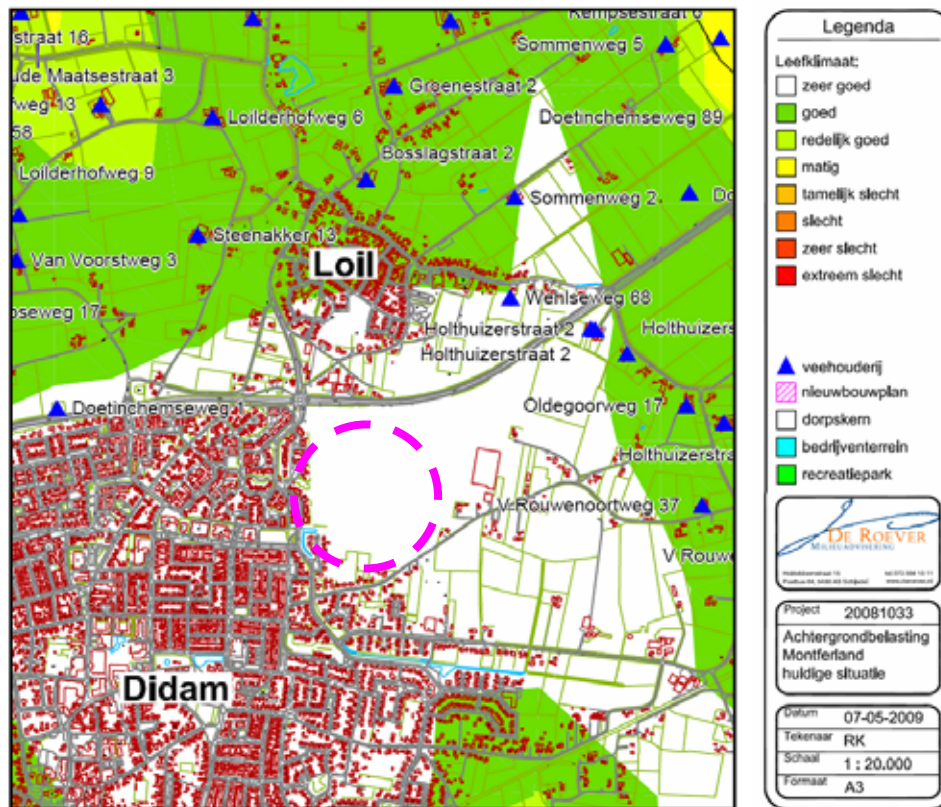 straat 16
Kempsestraat 6
Sommenweg 5
ude Maatsestraat 3
Groenestraat 2
fweg 13
Loilderhofweg 6
Doetinchemseweg 89
58
Bosslagstraat 2
Loilderhofweg 9
Sommenweg 2
Do
Steenakker 13
Van Voorstweg 3
Loil
Wehlseweg 68
oseweg 17
Holthuizerstraat 2
Holthuizers
Holthuizerstraat 2
Doetinchemseweg 1
Oldegoorweg 17
Holthuizerstra
V Rouwenoortweg 37
V Rouwe
Didam
Legenda
Leefklimaat:
zeer goed
goed
redelijk goed
matig
tamelijk slecht
slecht
zeer slecht
extreem slecht
veehouderij
nieuwbouwplan
dorpskern
bedrijventerrein
recreatiepark
DE ROEVER
MILIEUADVISERING
Project 20081033
Achtergrondbelasting
Montferland
huidige situatie
Datum 07-05-2009
Tekenaar RK
Schaal 1 : 20.000
Formaat A3